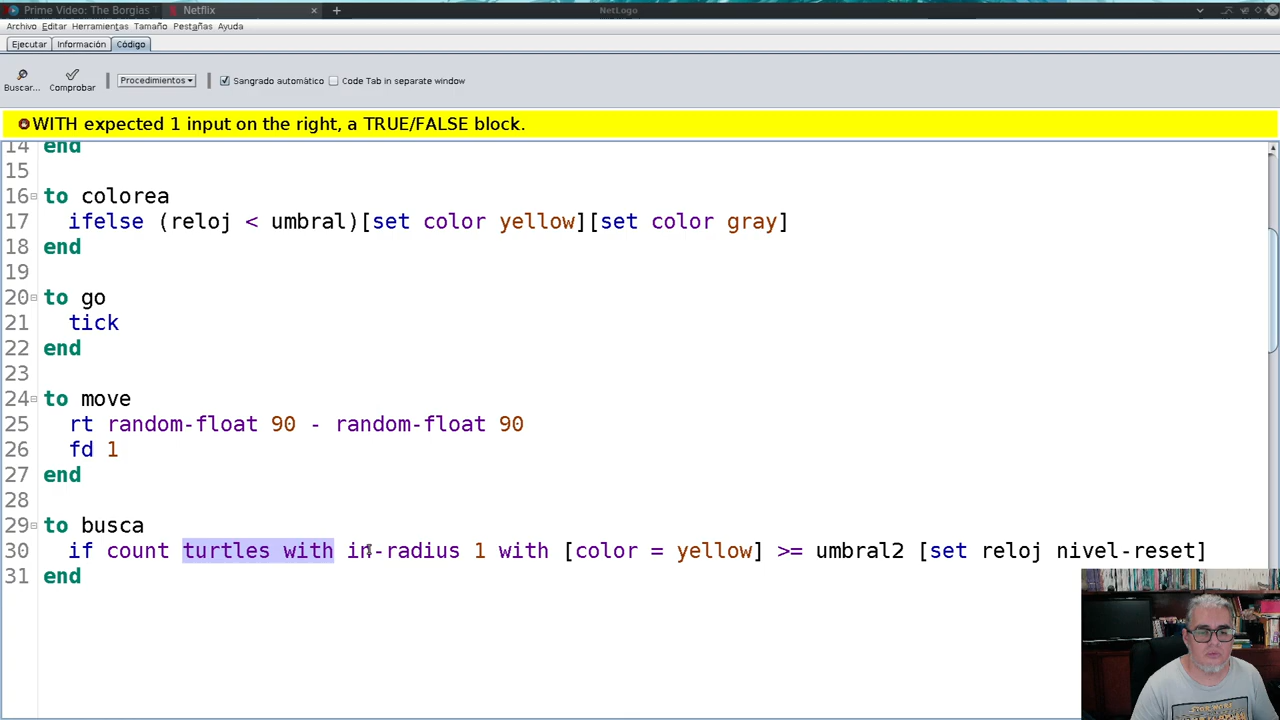 Prime Video: The Borgias
Netflix
NetLogo
Archivo Editar Herramientas Tamaño Pestañas Ayuda
Ejecutar Información Código
Buscar... Comprobar Procedimientos Sangrado automático Code Tab in separate window
WITH expected 1 input on the right, a TRUE/FALSE block.
14 end
15
16 to colorea
17 ifelse (reloj < umbral)[set color yellow][set color gray]
18 end
19
20 to go
21 tick
22 end
23
24 to move
25 rt random-float 90 - random-float 90
26 fd 1
27 end
28
29 to busca
30 if count turtles with in-radius 1 with [color = yellow] >= umbral2 [set reloj nivel-reset]
31 end